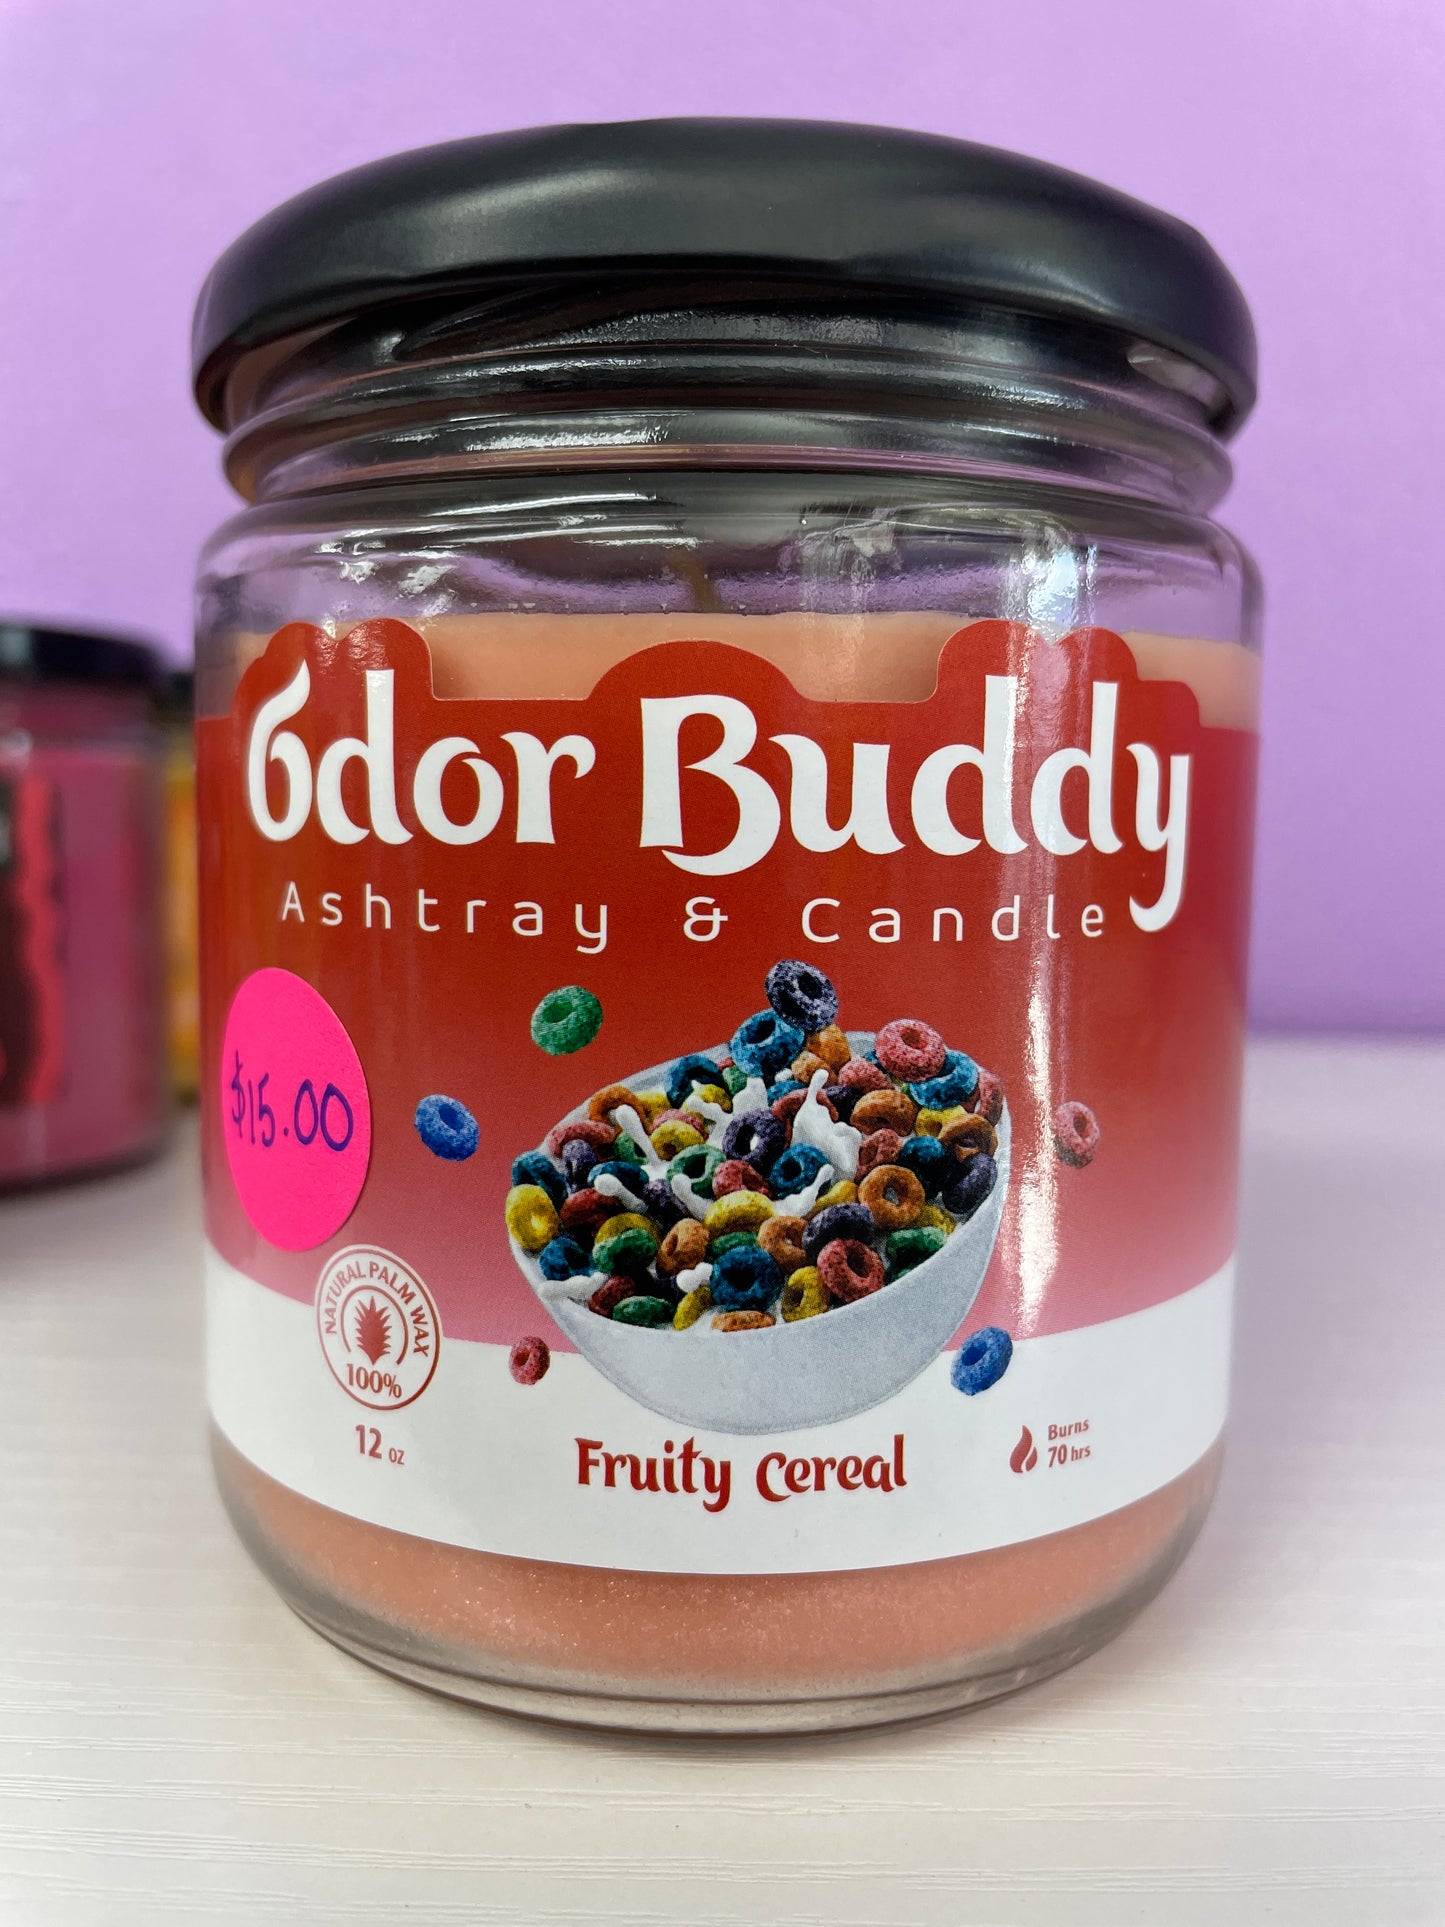 Odor Buddy
Ashtray & Candle
$15.00
NATURAL PALM WAX
100%
12 oz
Fruity Cereal
Burns
70 hrs